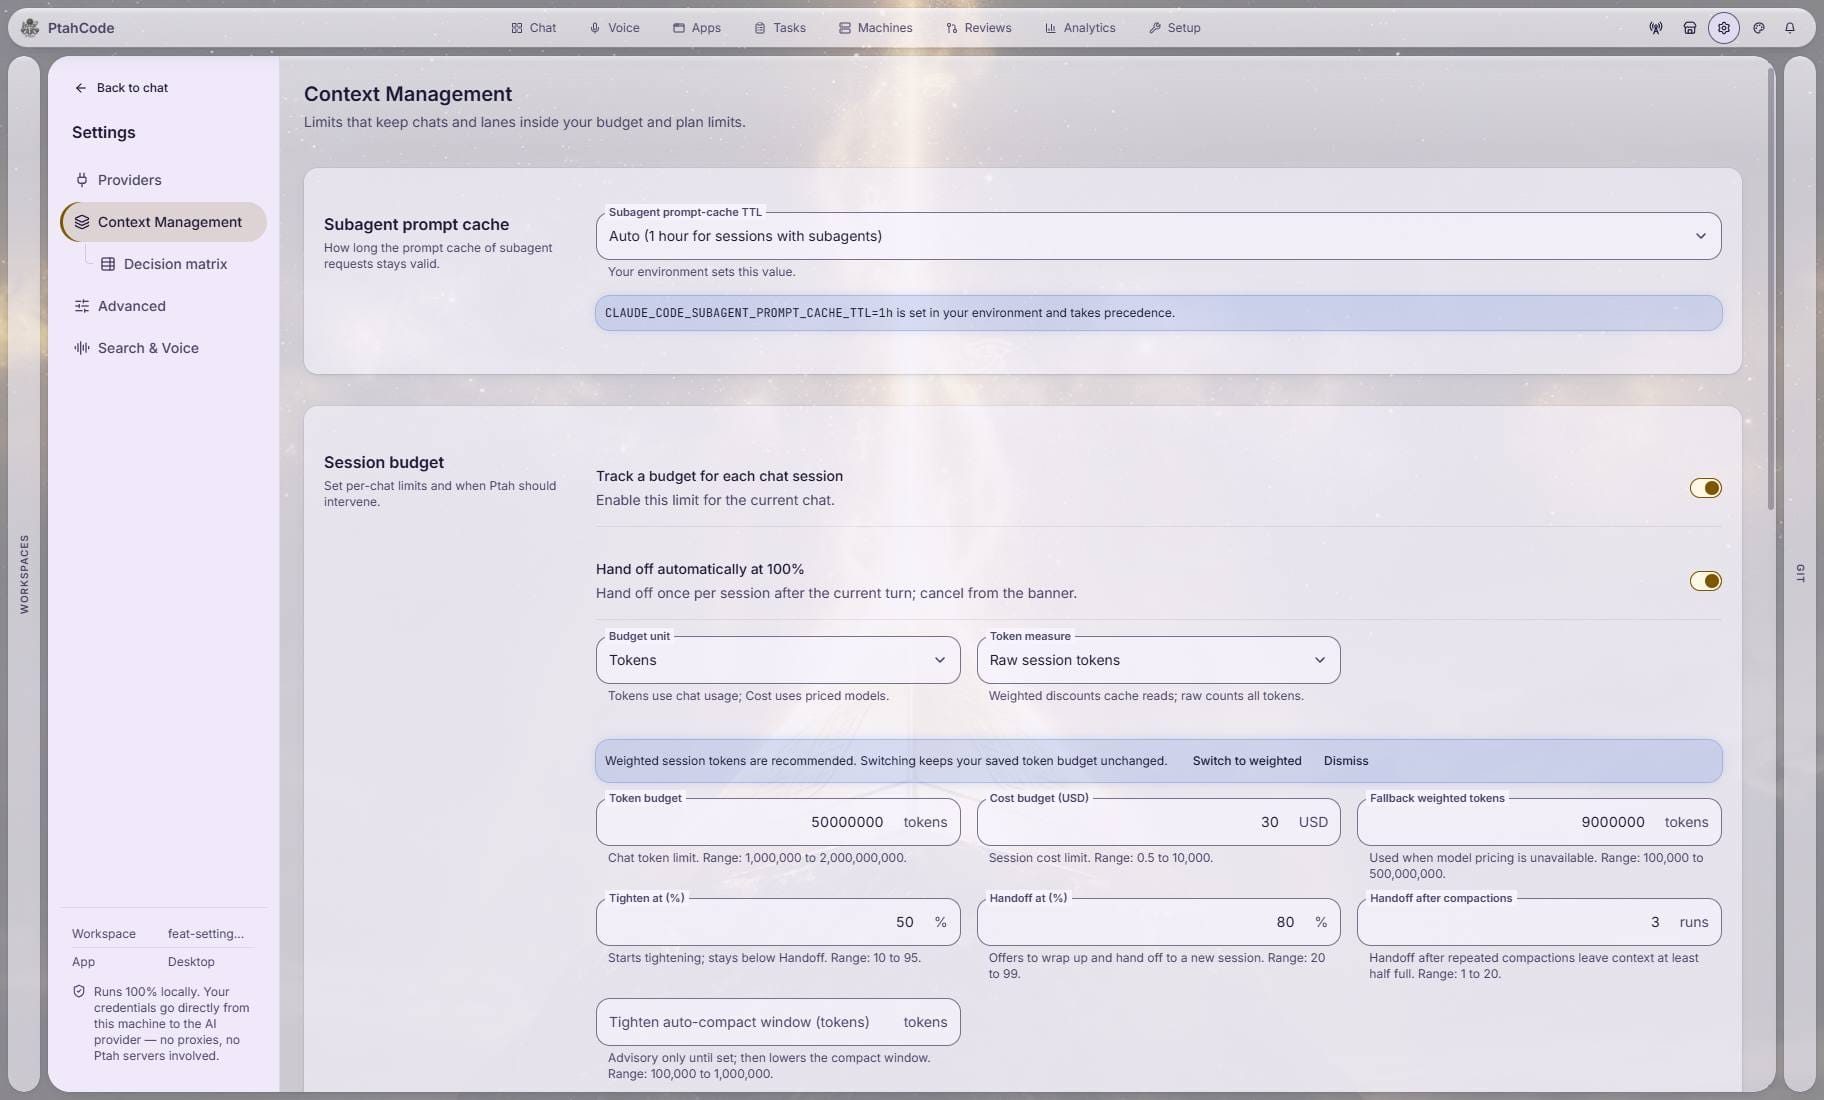 PtahCode
Chat
Voice
Apps
Tasks
Machines
Reviews
Analytics
Setup
WORKSPACES
Back to chat
Settings
Providers
Context Management
Decision matrix
Advanced
Search & Voice
Workspace
feat-setting...
App
Desktop
Runs 100% locally. Your
credentials go directly from
this machine to the AI
provider — no proxies, no
Ptah servers involved.
Context Management
Limits that keep chats and lanes inside your budget and plan limits.
Subagent prompt cache
How long the prompt cache of subagent
requests stays valid.
Subagent prompt-cache TTL
Auto (1 hour for sessions with subagents)
Your environment sets this value.
CLAUDE_CODE_SUBAGENT_PROMPT_CACHE_TTL=1h is set in your environment and takes precedence.
Session budget
Set per-chat limits and when Ptah should
intervene.
Track a budget for each chat session
Enable this limit for the current chat.
Hand off automatically at 100%
Hand off once per session after the current turn; cancel from the banner.
Budget unit
Tokens
Tokens use chat usage; Cost uses priced models.
Token measure
Raw session tokens
Weighted discounts cache reads; raw counts all tokens.
Weighted session tokens are recommended. Switching keeps your saved token budget unchanged.
Switch to weighted
Dismiss
Token budget
50000000 tokens
Chat token limit. Range: 1,000,000 to 2,000,000,000.
Cost budget (USD)
30 USD
Session cost limit. Range: 0.5 to 10,000.
Fallback weighted tokens
9000000 tokens
Used when model pricing is unavailable. Range: 100,000 to
500,000,000.
Tighten at (%)
50 %
Starts tightening; stays below Handoff. Range: 10 to 95.
Handoff at (%)
80 %
Offers to wrap up and hand off to a new session. Range: 20
to 99.
Handoff after compactions
3 runs
Handoff after repeated compactions leave context at least
half full. Range: 1 to 20.
Tighten auto-compact window (tokens) tokens
Advisory only until set; then lowers the compact window.
Range: 100,000 to 1,000,000.
GIT